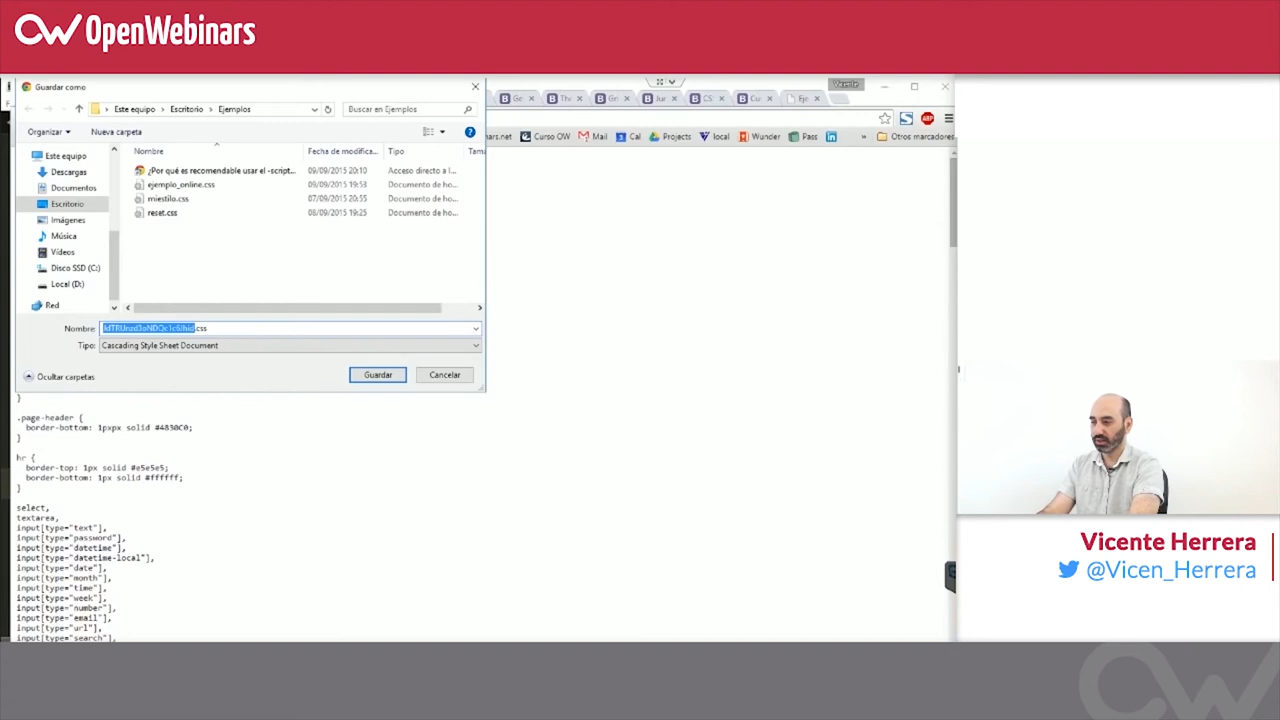 OpenWebinars
Guardar como
Este equipo
Escritorio
Ejemplos
Buscar en Ejemplos
Organizar
Nueva carpeta
Nombre
Fecha de modifica...
Tipo
Tama
Este equipo
Descargas
Documentos
Escritorio
Imágenes
Música
Vídeos
Disco SSD (C:)
Local (D:)
Red
¿Por qué es recomendable usar el -script... 09/09/2015 20:10 Acceso directo a l...
ejemplo_online.css 09/09/2015 19:53 Documento de ho...
miestilo.css 07/09/2015 20:55 Documento de ho...
reset.css 08/09/2015 19:25 Documento de ho...
Nombre:
.css
Tipo: Cascading Style Sheet Document
Ocultar carpetas
Guardar
Cancelar
Vicente
Eje
nars.net Curso OW Mail Cal Projects local Wunder Pass » Otros marcadores
}
.page-header {
border-bottom: 1pxpx solid #4830C0;
}
hr {
border-top: 1px solid #e5e5e5;
border-bottom: 1px solid #ffffff;
}
select,
textarea,
input[type="text"],
input[type="password"],
input[type="datetime"],
input[type="datetime-local"],
input[type="date"],
input[type="month"],
input[type="time"],
input[type="week"],
input[type="number"],
input[type="email"],
input[type="url"],
input[type="search"],
Vicente Herrera
@Vicen_Herrera